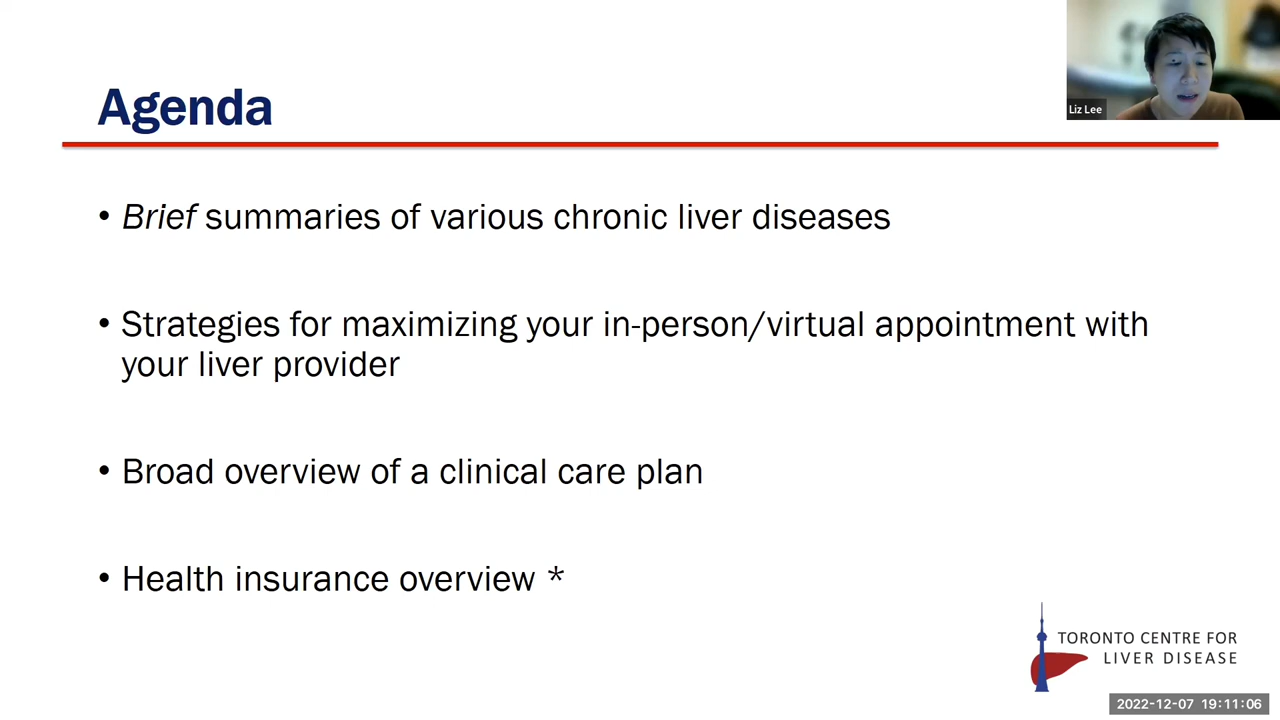 Agenda
Liz Lee
• Brief summaries of various chronic liver diseases
• Strategies for maximizing your in-person/virtual appointment with
your liver provider
• Broad overview of a clinical care plan
• Health insurance overview *
TORONTO CENTRE FOR
LIVER DISEASE
2022-12-07 19:11:06